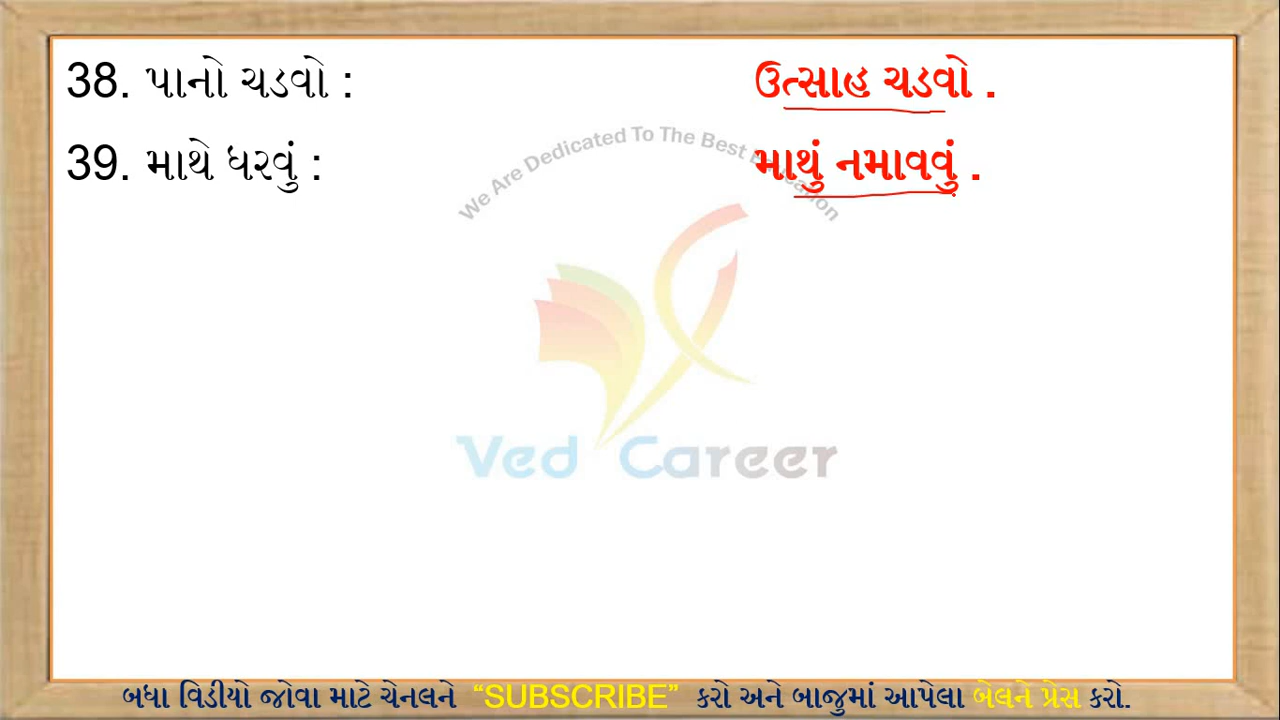 38. પાનો ચડવો : ઉત્સાહ ચડવો .
39. માથે ધરવું : માથું નમાવવું .
We Are Dedicated To The Best Education
Ved Career
બધા વિડીયો જોવા માટે ચેનલને “SUBSCRIBE” કરો અને બાજુમાં આપેલા બેલને પ્રેસ કરો.